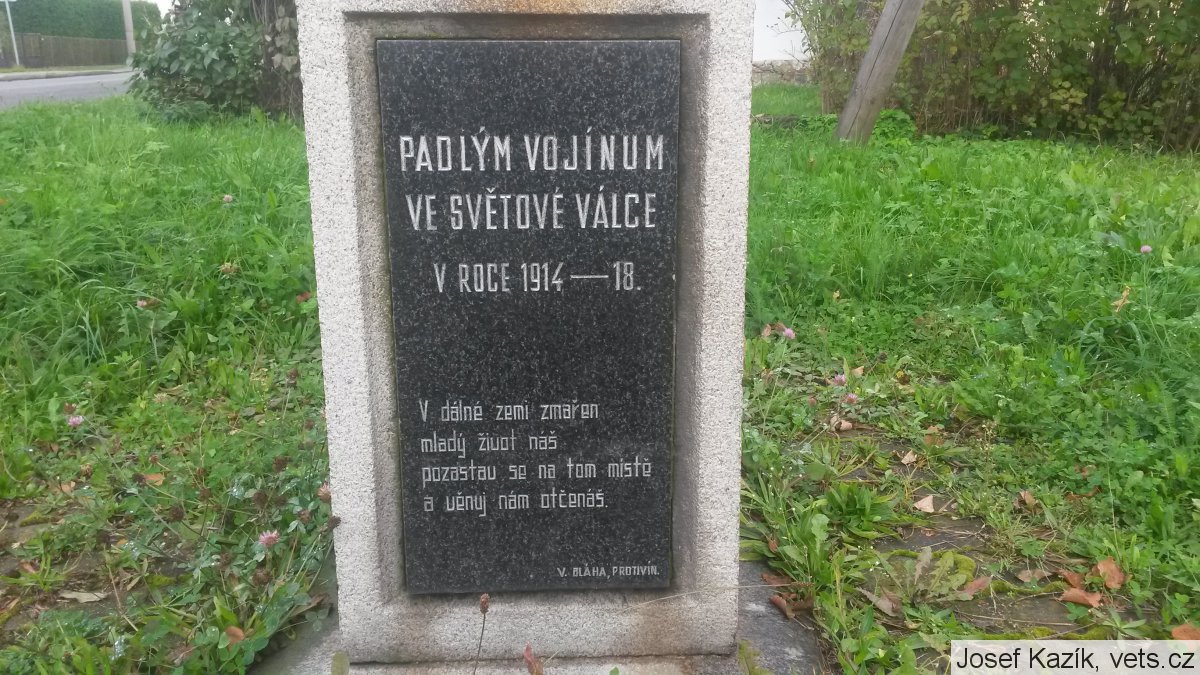 PADLÝM VOJÍNUM
VE SVĚTOVÉ VÁLCE
V ROCE 1914—18.
V dálné zemi zmařen
mladý život náš
pozastav se na tom místě
a věnuj nám otčenáš.
V. BLÁHA, PROTIVÍN.
Josef Kazík, vets.cz